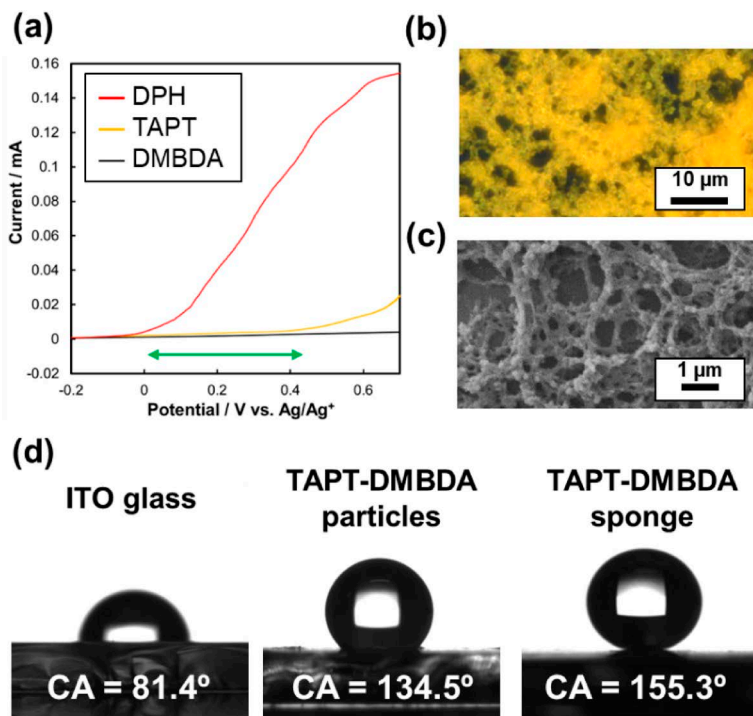 (a)
0.16
0.14
0.12
0.10
0.08
0.06
0.04
0.02
0
-0.02
Current / mA
DPH
TAPT
DMBDA
-0.2
0
0.2
0.4
0.6
Potential / V vs. Ag/Ag⁺
(b)
10 μm
(c)
1 μm
(d)
ITO glass
TAPT-DMBDA
particles
TAPT-DMBDA
sponge
CA = 81.4º
CA = 134.5º
CA = 155.3º